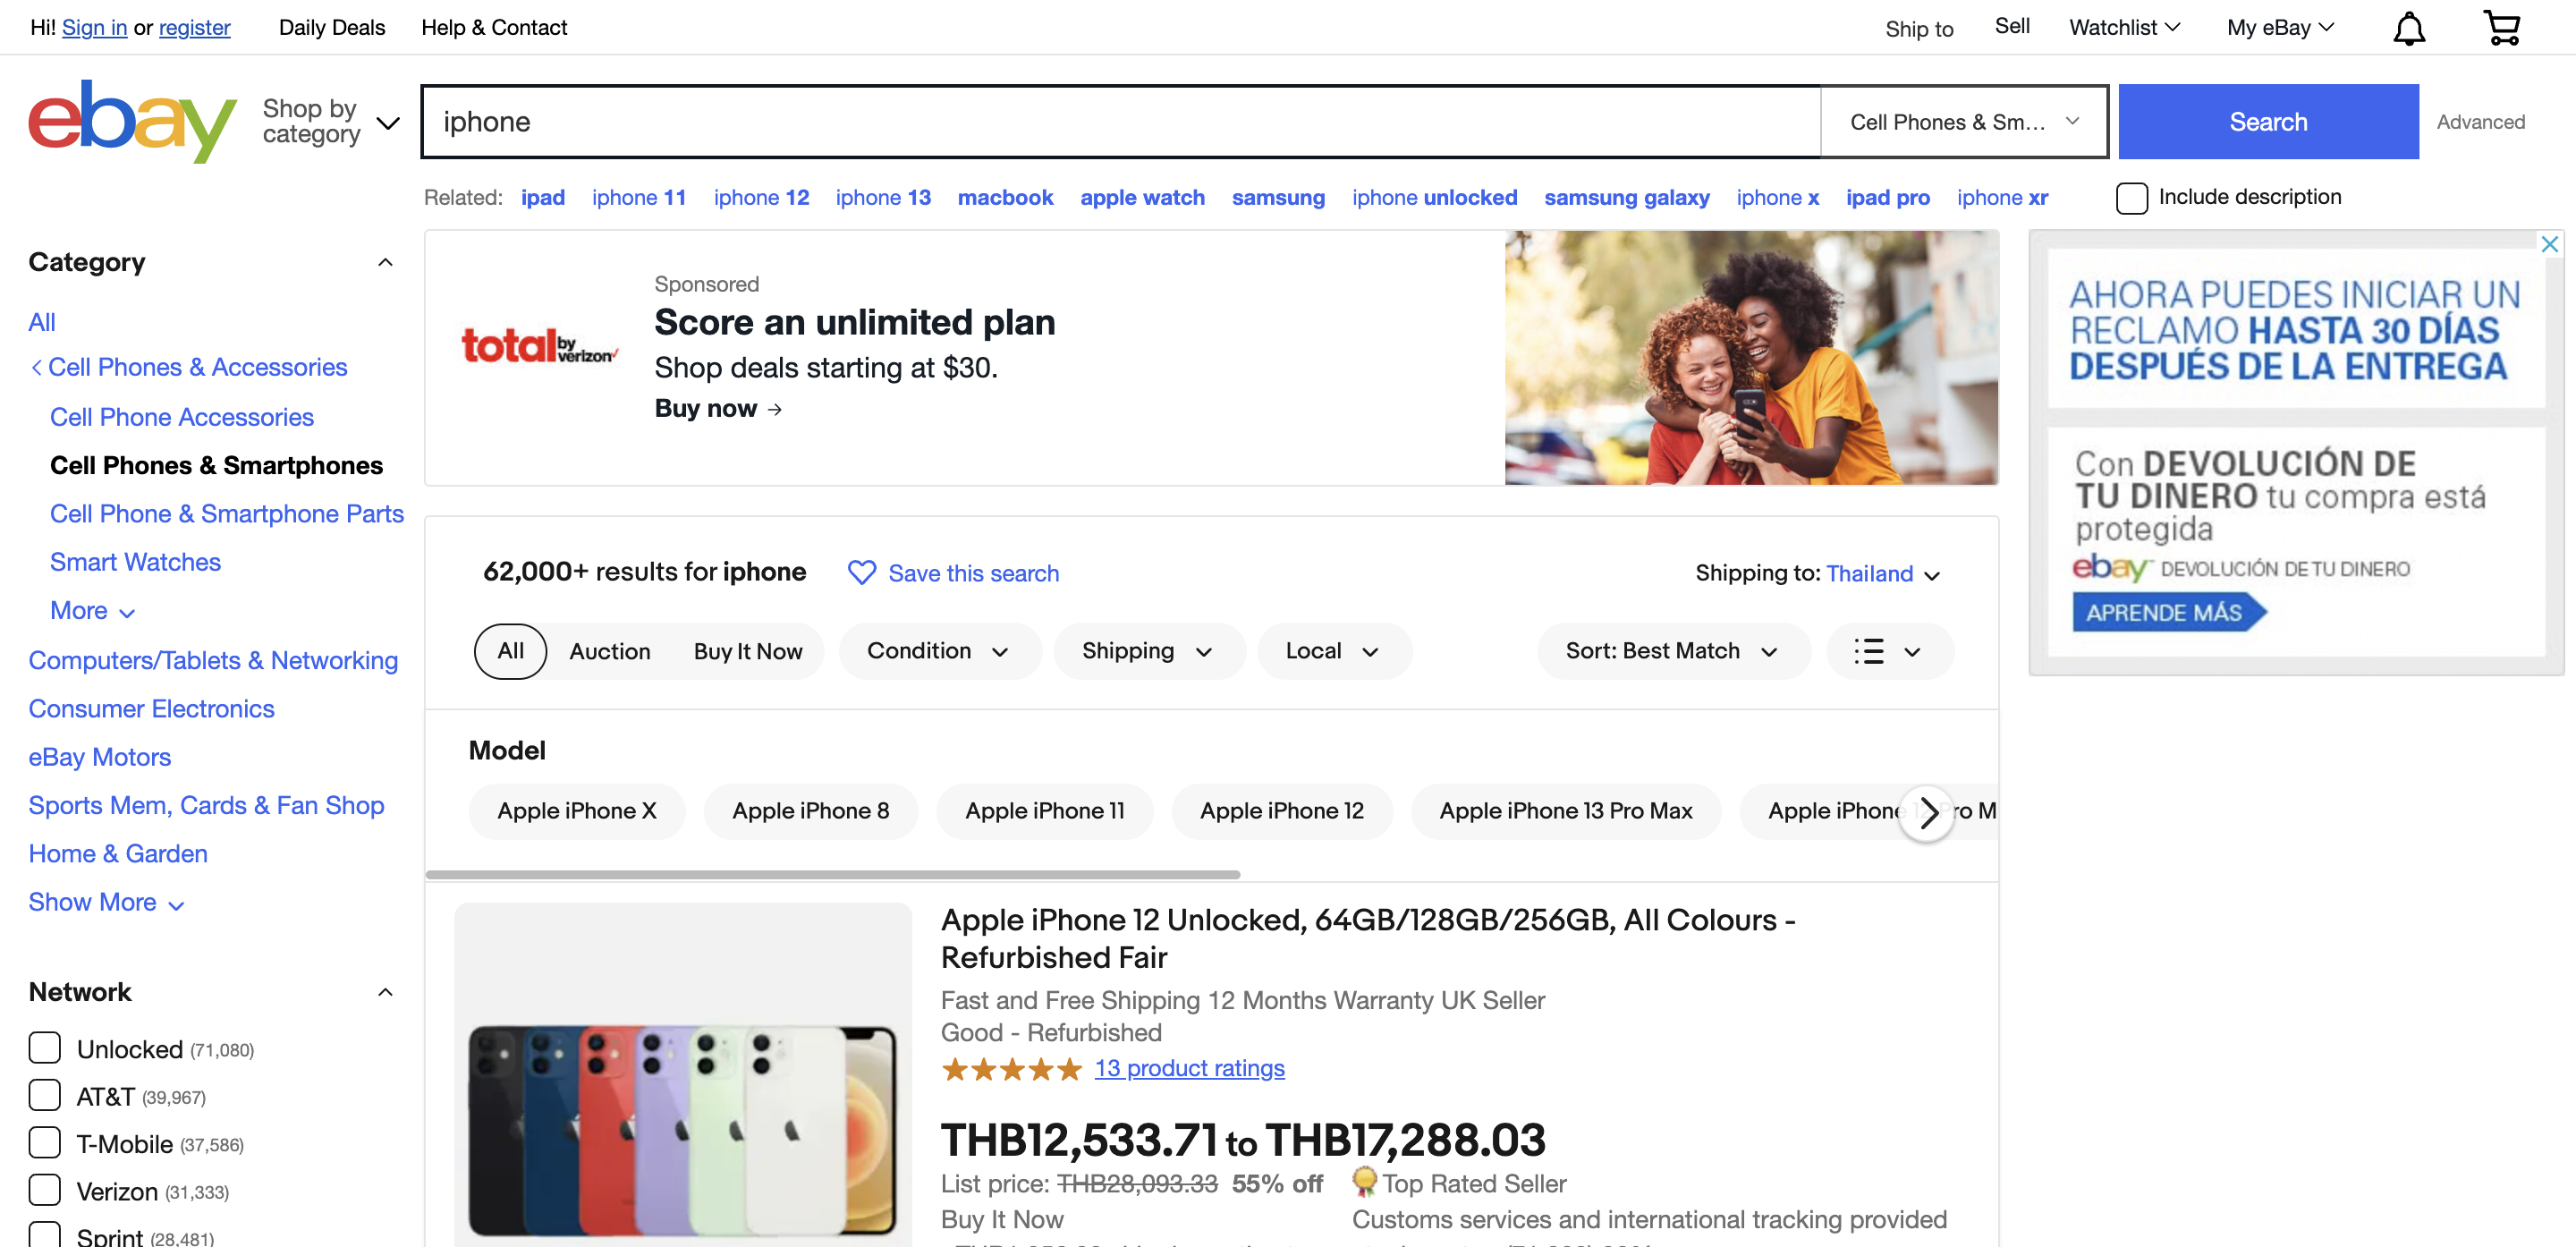 Hi! Sign in or register
Daily Deals
Help & Contact
Ship to
Sell
Watchlist
My eBay
ebay
Shop by
category
iphone
Cell Phones & Sm...
Search
Advanced
Related: ipad iphone 11 iphone 12 iphone 13 macbook apple watch samsung iphone unlocked samsung galaxy iphone x ipad pro iphone xr
Include description
Category
All
Cell Phones & Accessories
Cell Phone Accessories
Cell Phones & Smartphones
Cell Phone & Smartphone Parts
Smart Watches
More
Computers/Tablets & Networking
Consumer Electronics
eBay Motors
Sports Mem, Cards & Fan Shop
Home & Garden
Show More
Network
Unlocked (71,080)
AT&T (39,967)
T-Mobile (37,586)
Verizon (31,333)
Sprint (28,481)
total by verizon
Sponsored
Score an unlimited plan
Shop deals starting at $30.
Buy now →
62,000+ results for iphone
Save this search
Shipping to: Thailand
All
Auction
Buy It Now
Condition
Shipping
Local
Sort: Best Match
Model
Apple iPhone X
Apple iPhone 8
Apple iPhone 11
Apple iPhone 12
Apple iPhone 13 Pro Max
Apple iPhone 12 Pro M
Apple iPhone 12 Unlocked, 64GB/128GB/256GB, All Colours -
Refurbished Fair
Fast and Free Shipping 12 Months Warranty UK Seller
Good - Refurbished
13 product ratings
THB12,533.71 to THB17,288.03
List price: THB28,093.33 55% off
Top Rated Seller
Buy It Now
Customs services and international tracking provided
AHORA PUEDES INICIAR UN
RECLAMO HASTA 30 DÍAS
DESPUÉS DE LA ENTREGA
Con DEVOLUCIÓN DE
TU DINERO tu compra está
protegida
ebay DEVOLUCIÓN DE TU DINERO
APRENDE MÁS